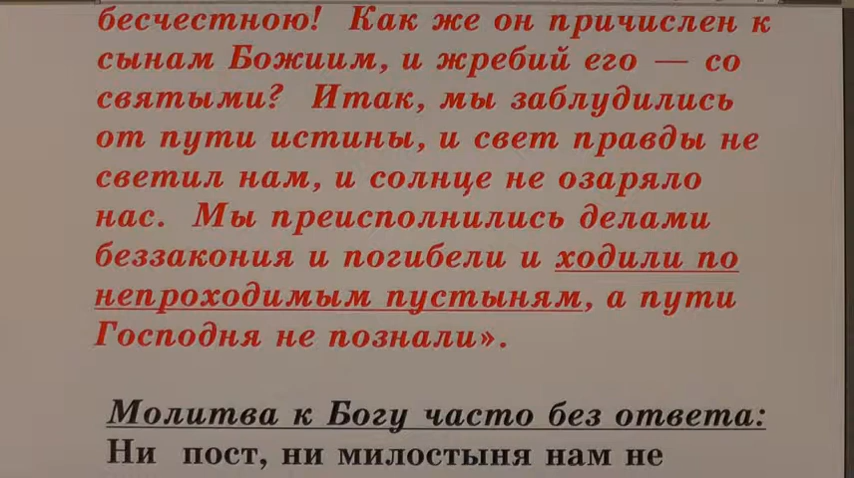 бесчестною! Как же он причислен к
сынам Божиим, и жребий его — со
святыми? Итак, мы заблудились
от пути истины, и свет правды не
светил нам, и солнце не озаряло
нас. Мы преисполнились делами
беззакония и погибели и ходили по
непроходимым пустыням, а пути
Господня не познали».
Молитва к Богу часто без ответа:
Ни пост, ни милостыня нам не